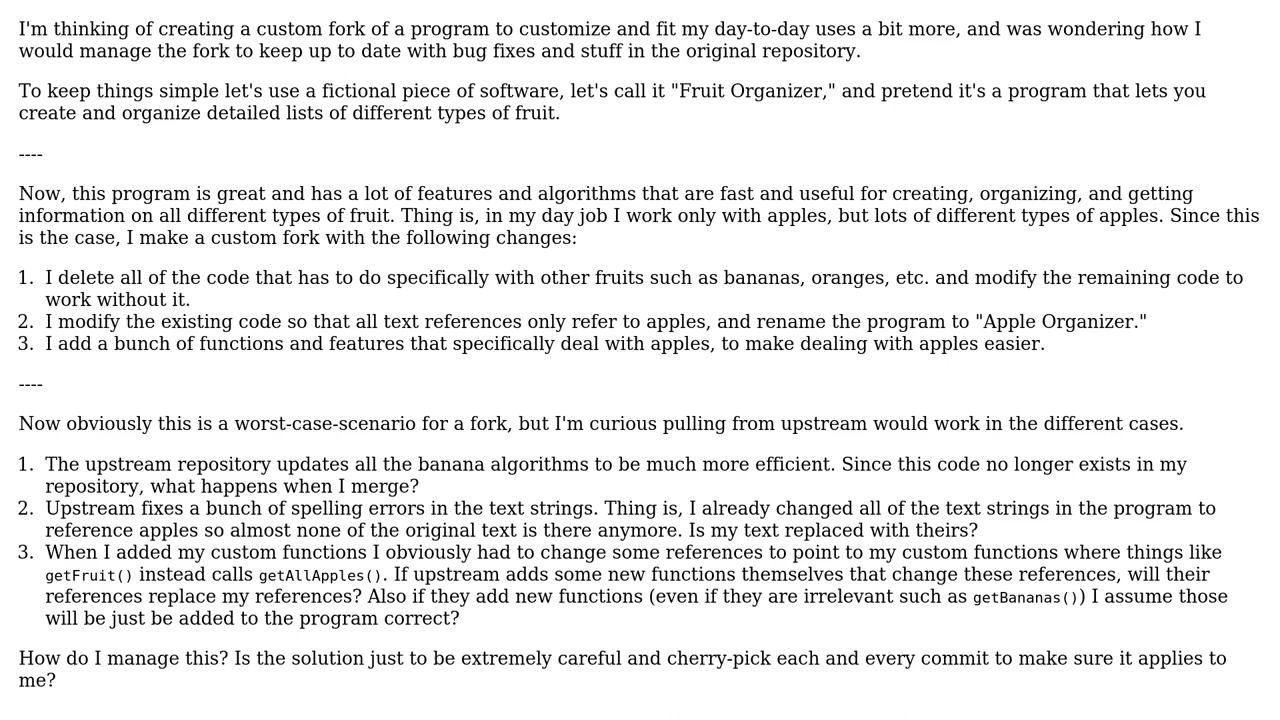 I'm thinking of creating a custom fork of a program to customize and fit my day-to-day uses a bit more, and was wondering how I
would manage the fork to keep up to date with bug fixes and stuff in the original repository.
To keep things simple let's use a fictional piece of software, let's call it "Fruit Organizer," and pretend it's a program that lets you
create and organize detailed lists of different types of fruit.
----
Now, this program is great and has a lot of features and algorithms that are fast and useful for creating, organizing, and getting
information on all different types of fruit. Thing is, in my day job I work only with apples, but lots of different types of apples. Since this
is the case, I make a custom fork with the following changes:
1. I delete all of the code that has to do specifically with other fruits such as bananas, oranges, etc. and modify the remaining code to
work without it.
2. I modify the existing code so that all text references only refer to apples, and rename the program to "Apple Organizer."
3. I add a bunch of functions and features that specifically deal with apples, to make dealing with apples easier.
----
Now obviously this is a worst-case-scenario for a fork, but I'm curious pulling from upstream would work in the different cases.
1. The upstream repository updates all the banana algorithms to be much more efficient. Since this code no longer exists in my
repository, what happens when I merge?
2. Upstream fixes a bunch of spelling errors in the text strings. Thing is, I already changed all of the text strings in the program to
reference apples so almost none of the original text is there anymore. Is my text replaced with theirs?
3. When I added my custom functions I obviously had to change some references to point to my custom functions where things like
getFruit() instead calls getAllApples(). If upstream adds some new functions themselves that change these references, will their
references replace my references? Also if they add new functions (even if they are irrelevant such as getBananas()) I assume those
will be just be added to the program correct?
How do I manage this? Is the solution just to be extremely careful and cherry-pick each and every commit to make sure it applies to
me?